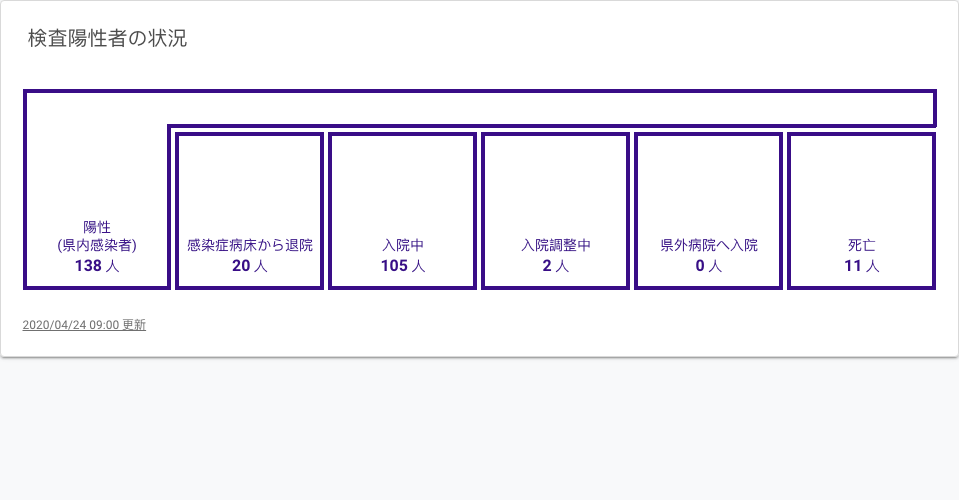 検査陽性者の状況
陽性
(県内感染者)
138 人
感染症病床から退院
20 人
入院中
105 人
入院調整中
2 人
県外病院へ入院
0 人
死亡
11 人
2020/04/24 09:00 更新